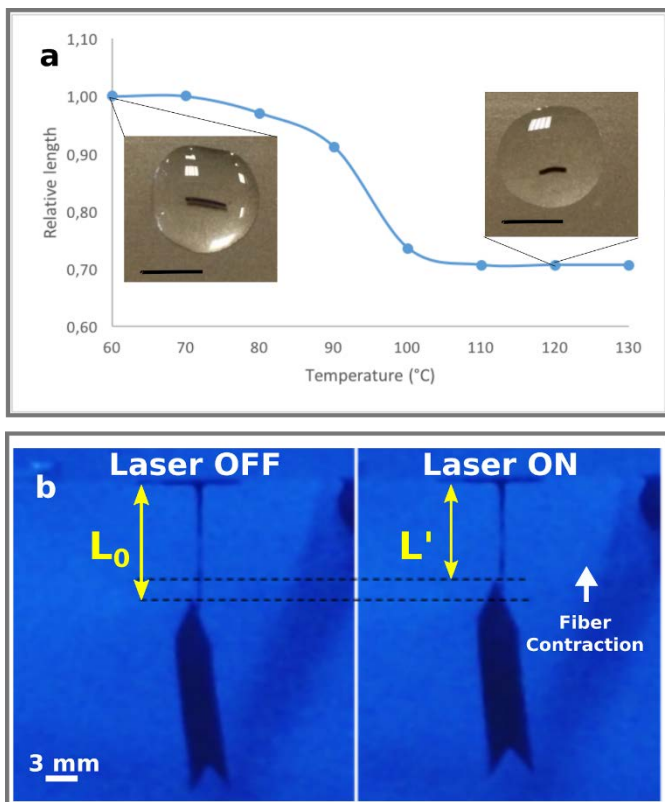 a
1,10
1,00
0,90
0,80
0,70
0,60
Relative length
60 70 80 90 100 110 120 130
Temperature (°C)
b
Laser OFF
Laser ON
L₀
L'
Fiber
Contraction
3 mm